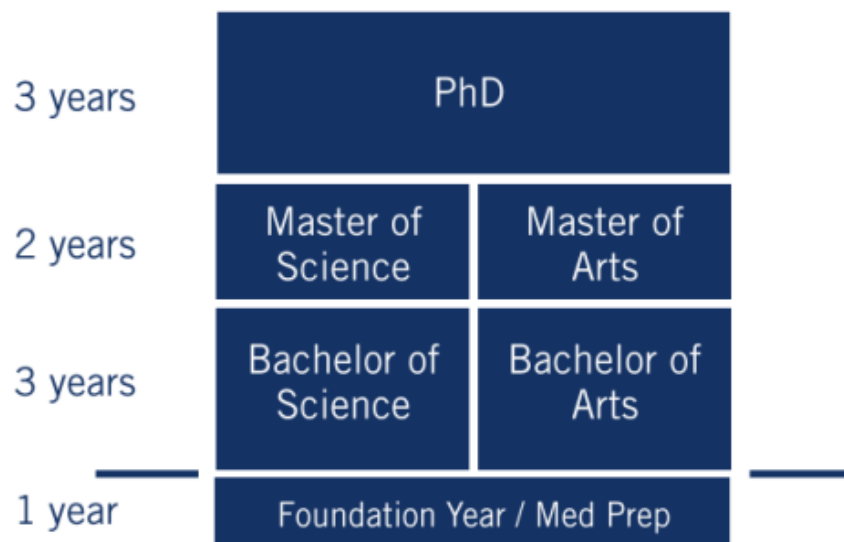 3 years
PhD
2 years
Master of
Science
Master of
Arts
3 years
Bachelor of
Science
Bachelor of
Arts
1 year
Foundation Year / Med Prep